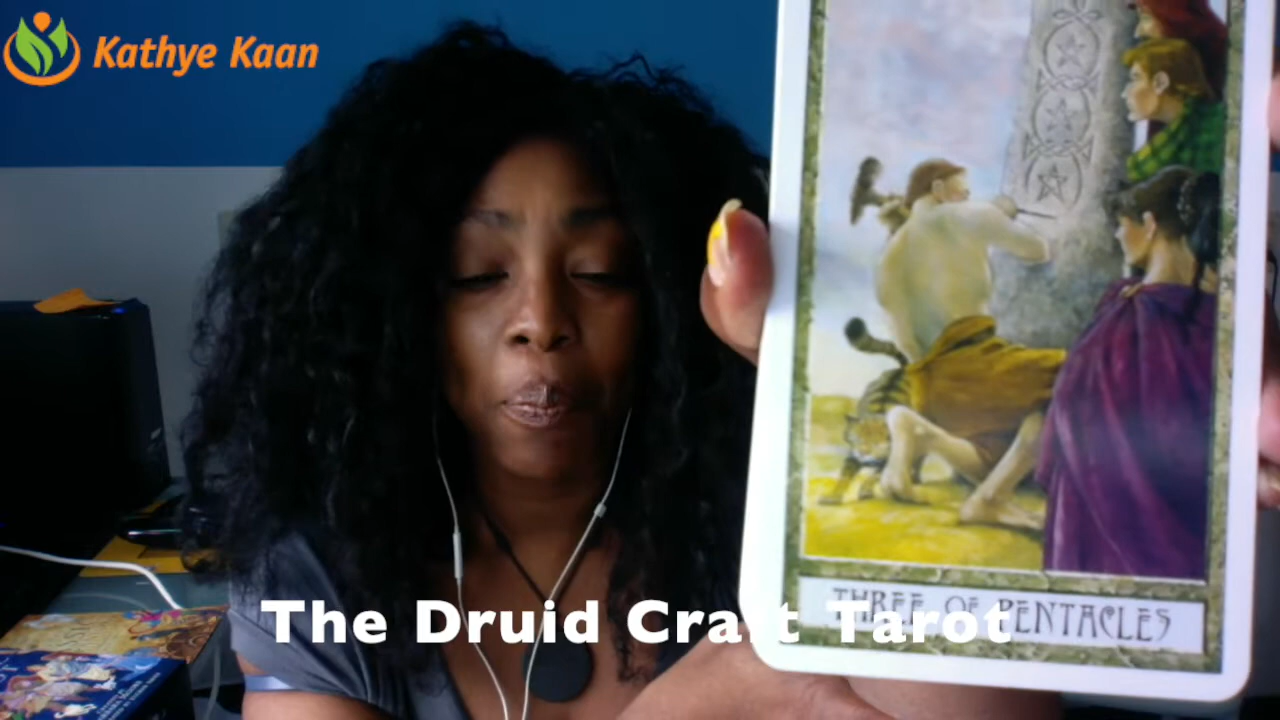 Kathye Kaan
The Druid Craft Tarot
THREE OF PENTACLES